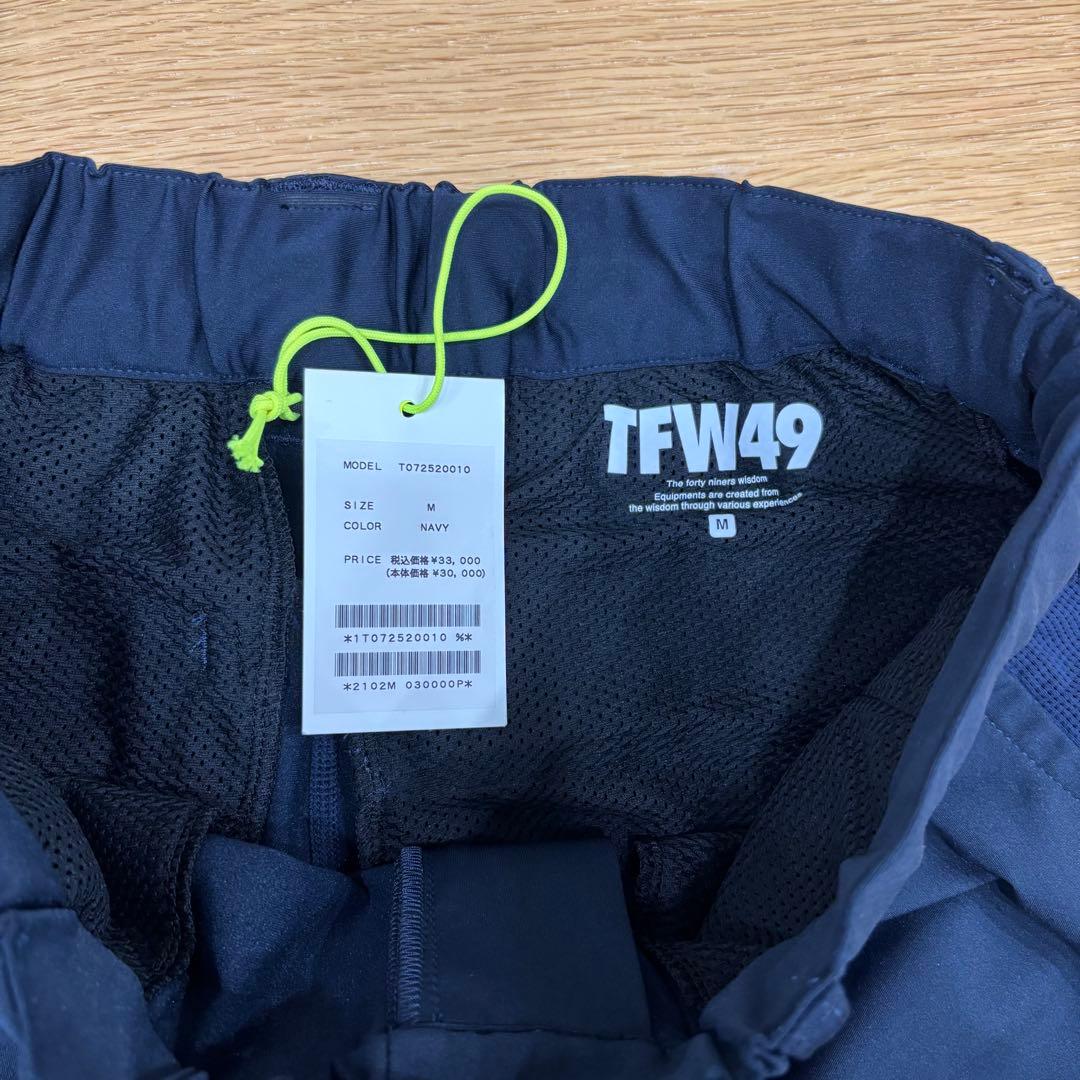 MODEL T072520010
SIZE M
COLOR NAVY
PRICE 税込価格 ¥33,000
(本体価格 ¥30,000)
*1T072520010 %*
*2102M 030000P*
TFW49
The forty niners wisdom
Equipments are created from
the wisdom through various experiences
M